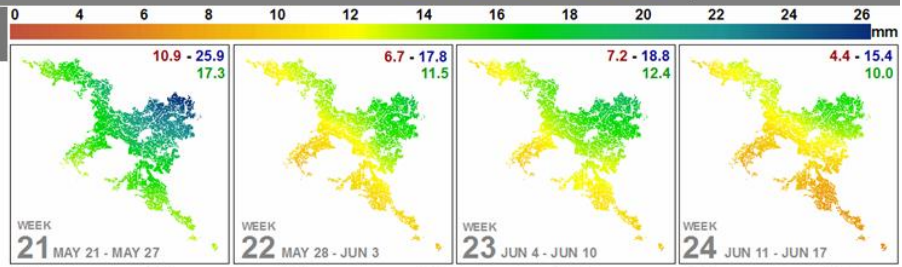 0 4 6 8 10 12 14 16 18 20 22 24 26
mm
10.9 - 25.9
17.3
WEEK
21 MAY 21 - MAY 27
6.7 - 17.8
11.5
WEEK
22 MAY 28 - JUN 3
7.2 - 18.8
12.4
WEEK
23 JUN 4 - JUN 10
4.4 - 15.4
10.0
WEEK
24 JUN 11 - JUN 17